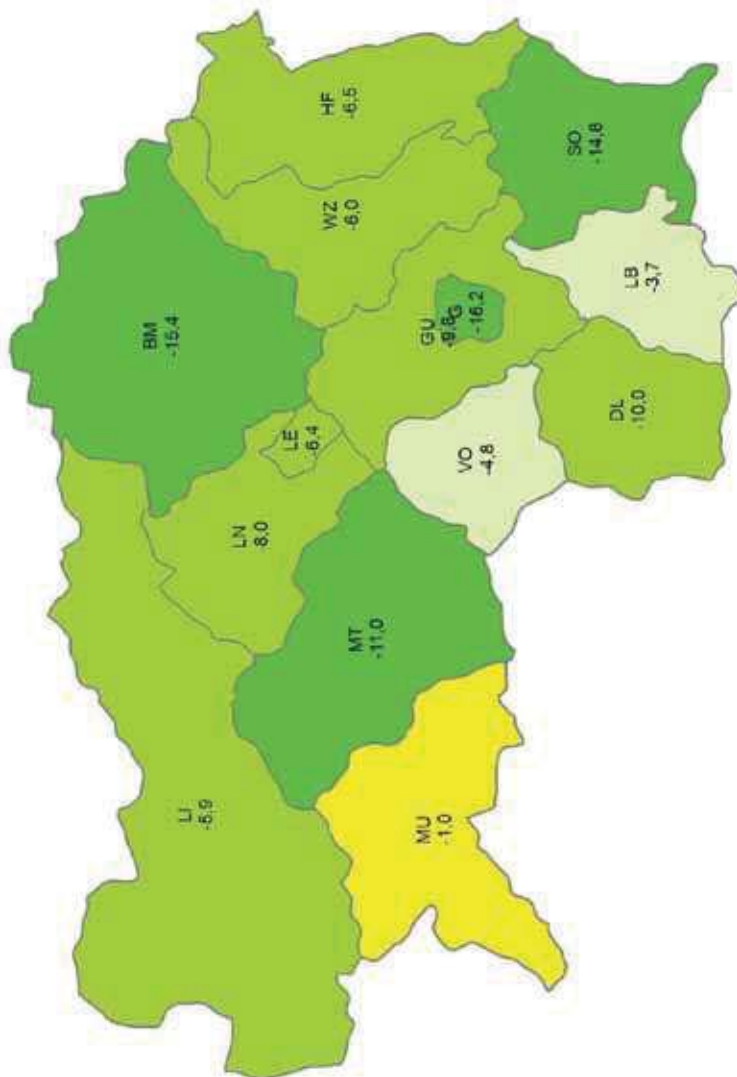 BM
-15,4
LI
-5,9
LN
-8,0
LE
-6,4
HF
-6,5
WZ
-6,0
MT
-11,0
MU
-1,0
GU
G
-16,2
VO
-4,8
SO
-14,8
DL
-10,0
LB
-3,7